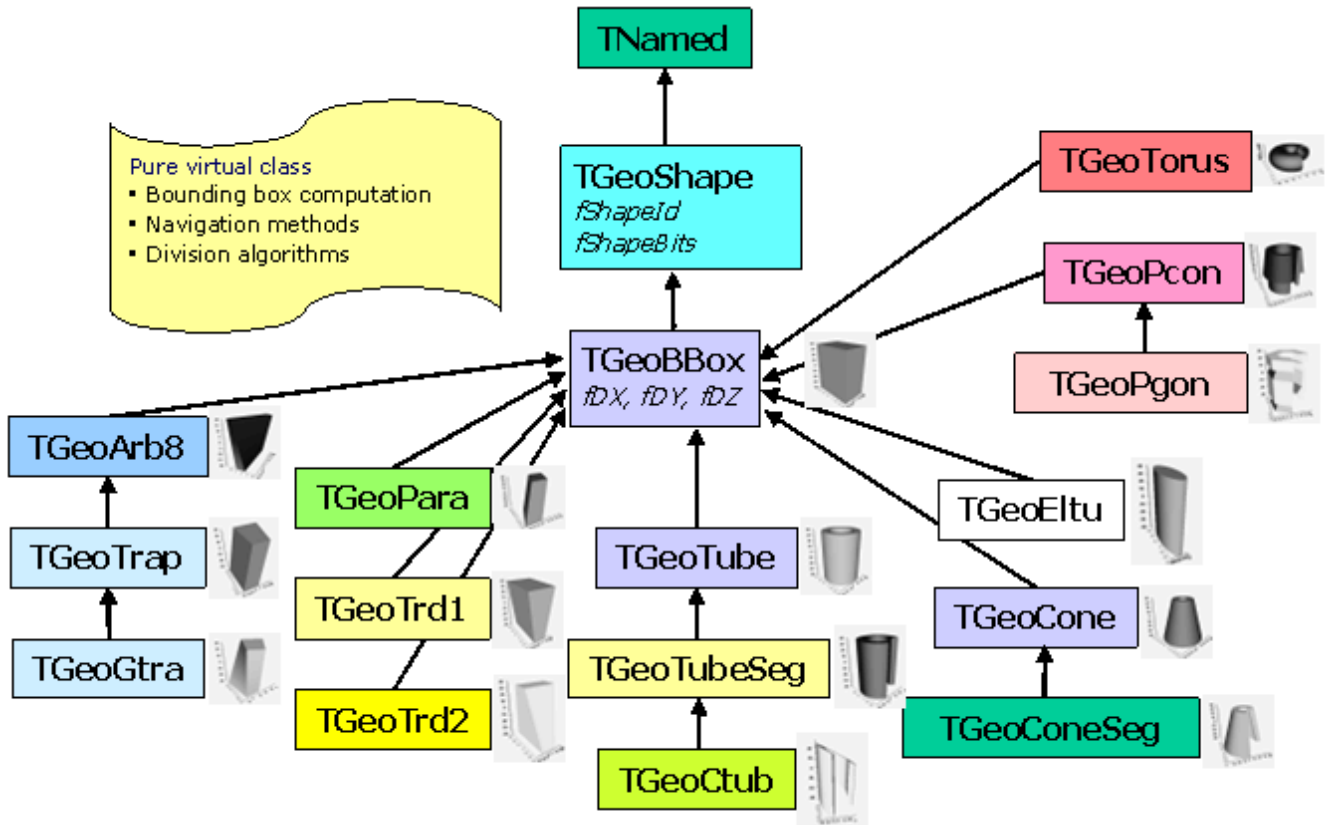 TNamed
Pure virtual class
▪ Bounding box computation
▪ Navigation methods
▪ Division algorithms
TGeoShape
fShapeId
fShapeBits
TGeoTorus
TGeoPcon
TGeoPgon
TGeoBBox
fDX, fDY, fDZ
TGeoArb8
TGeoPara
TGeoEltu
TGeoTrap
TGeoTube
TGeoTrd1
TGeoCone
TGeoGtra
TGeoTubeSeg
TGeoTrd2
TGeoConeSeg
TGeoCtub